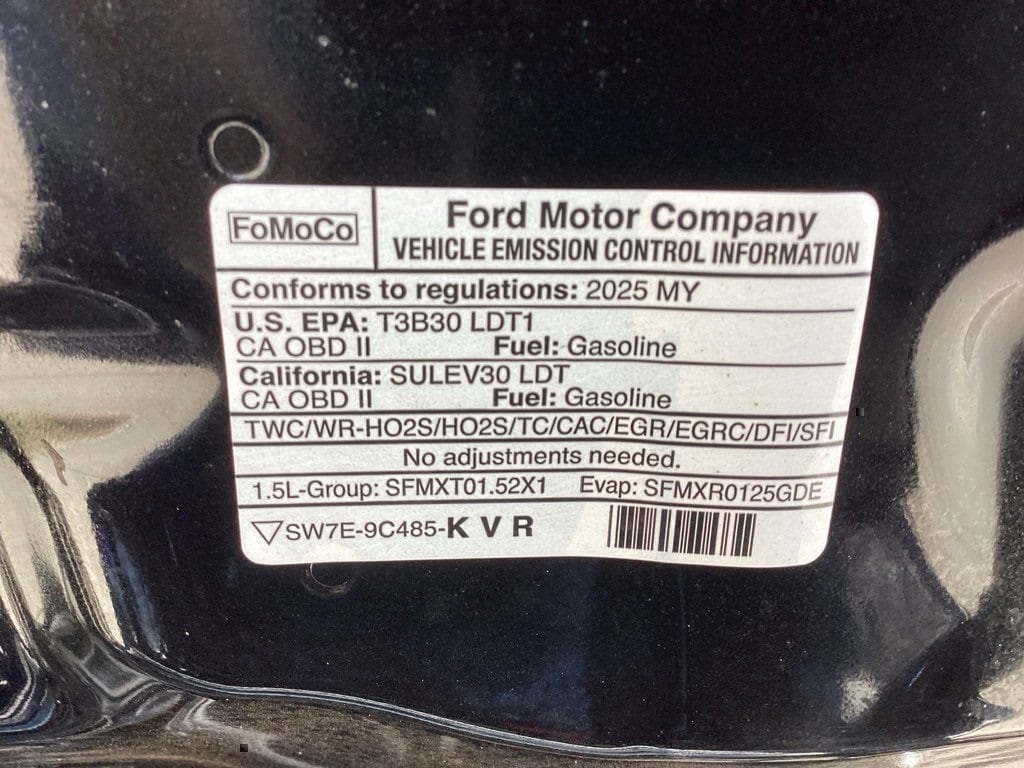 FoMoCo
Ford Motor Company
VEHICLE EMISSION CONTROL INFORMATION
Conforms to regulations: 2025 MY
U.S. EPA: T3B30 LDT1
CA OBD II Fuel: Gasoline
California: SULEV30 LDT
CA OBD II Fuel: Gasoline
TWC/WR-HO2S/HO2S/TC/CAC/EGR/EGRC/DFI/SFI
No adjustments needed.
1.5L-Group: SFMXT01.52X1 Evap: SFMXR0125GDE
▽SW7E-9C485-K V R